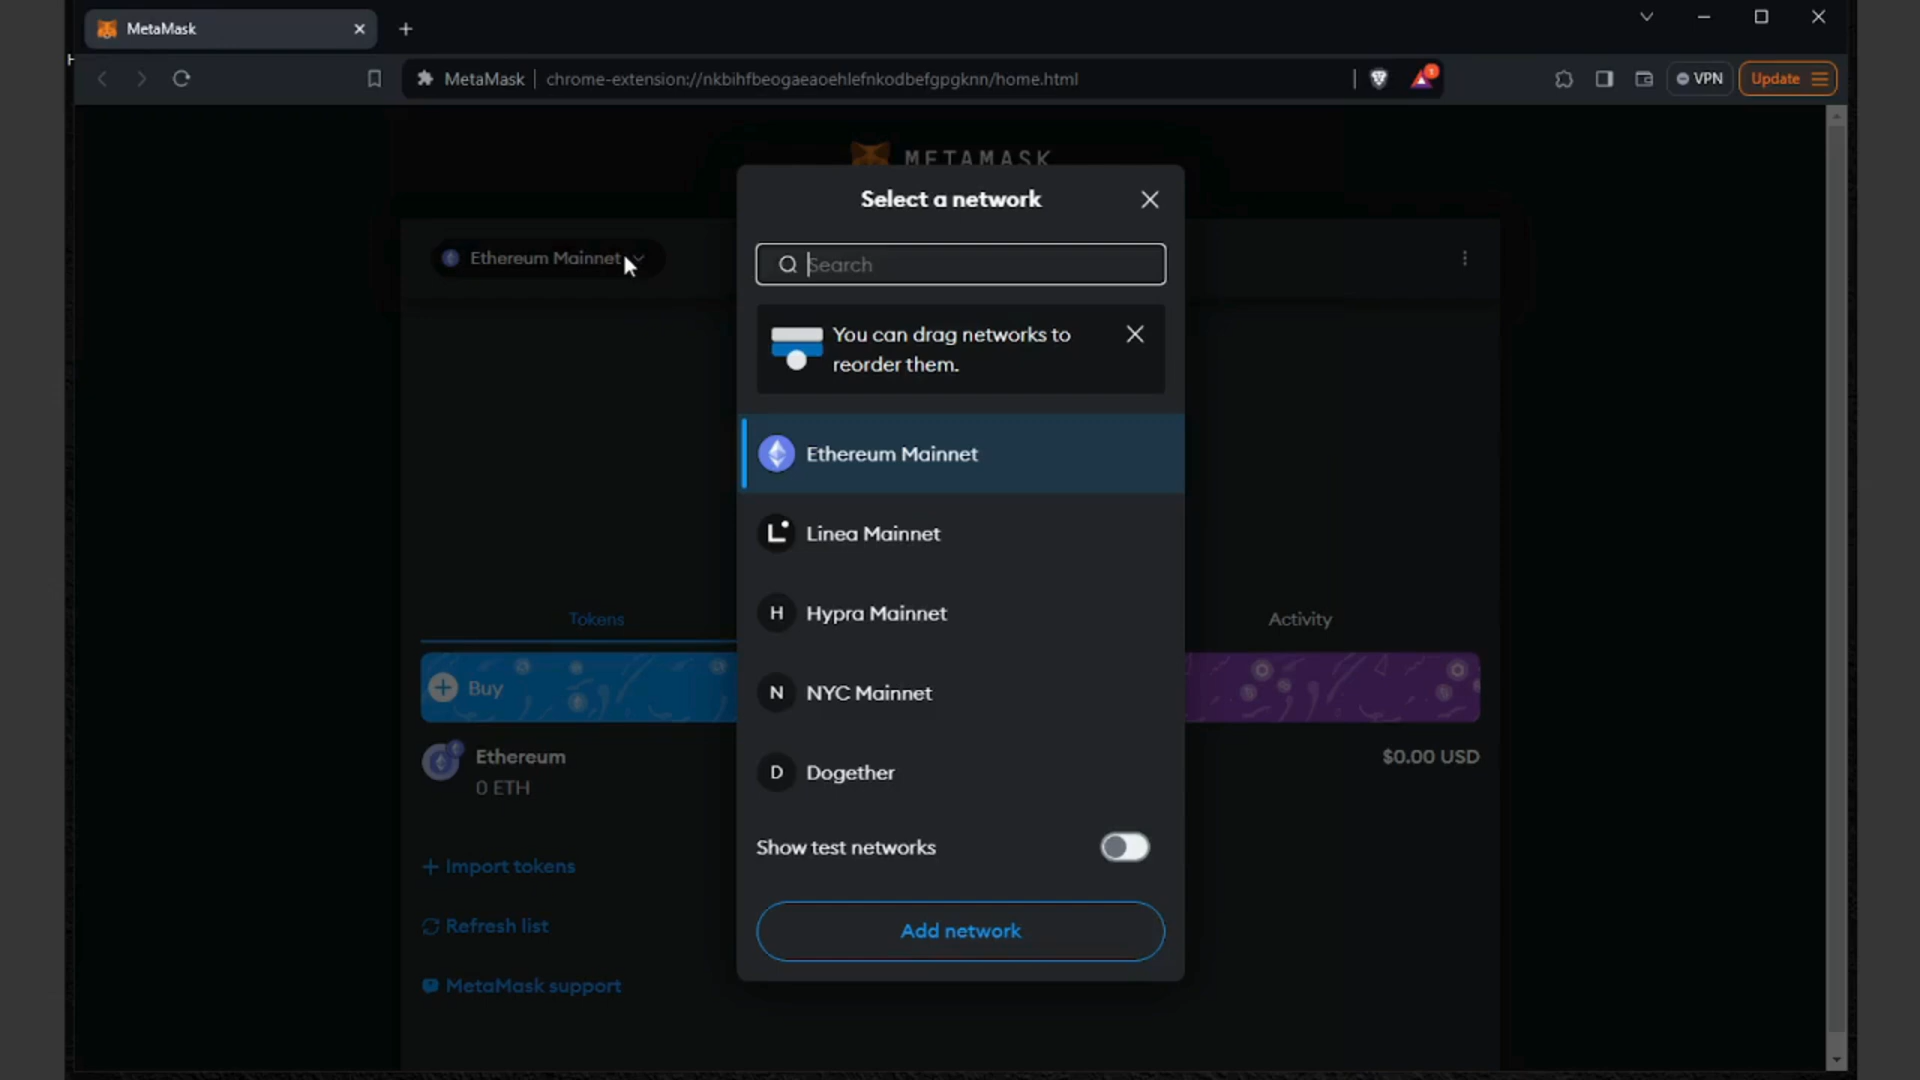 MetaMask
MetaMask
chrome-extension://nkbihfbeogaeaoehlefnkodbefgpgknn/home.html
1
VPN
Update
METAMASK
Select a network
Ethereum Mainnet
Search
You can drag networks to
reorder them.
Ethereum Mainnet
Linea Mainnet
H Hypra Mainnet
Tokens
Activity
Buy
N NYC Mainnet
Ethereum
$0.00 USD
0 ETH
D Dogether
Show test networks
+ Import tokens
Refresh list
Add network
MetaMask support